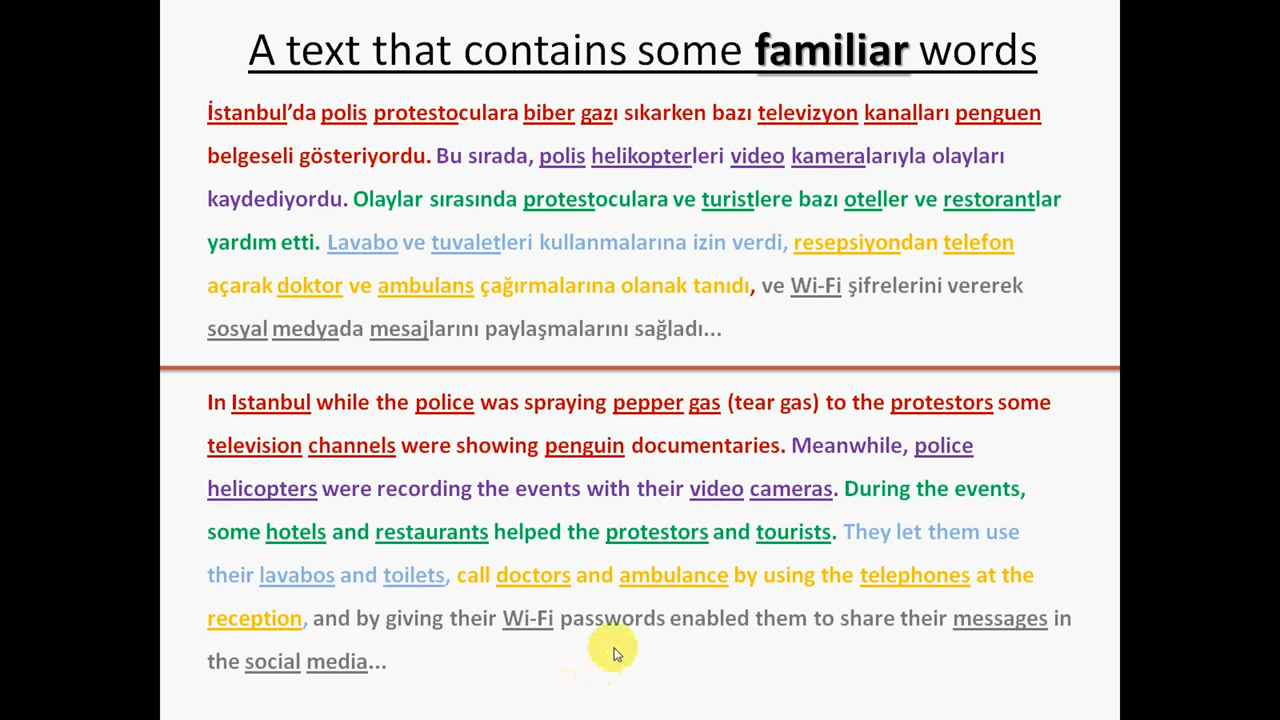 A text that contains some familiar words
İstanbul’da polis protestoculara biber gazı sıkarken bazı televizyon kanalları penguen
belgeseli gösteriyordu. Bu sırada, polis helikopterleri video kameralarıyla olayları
kaydediyordu. Olaylar sırasında protestoculara ve turistlere bazı oteller ve restorantlar
yardım etti. Lavabo ve tuvaletleri kullanmalarına izin verdi, resepsiyondan telefon
açarak doktor ve ambulans çağırmalarına olanak tanıdı, ve Wi-Fi şifrelerini vererek
sosyal medyada mesajlarını paylaşmalarını sağladı...
In Istanbul while the police was spraying pepper gas (tear gas) to the protestors some
television channels were showing penguin documentaries. Meanwhile, police
helicopters were recording the events with their video cameras. During the events,
some hotels and restaurants helped the protestors and tourists. They let them use
their lavabos and toilets, call doctors and ambulance by using the telephones at the
reception, and by giving their Wi-Fi passwords enabled them to share their messages in
the social media...